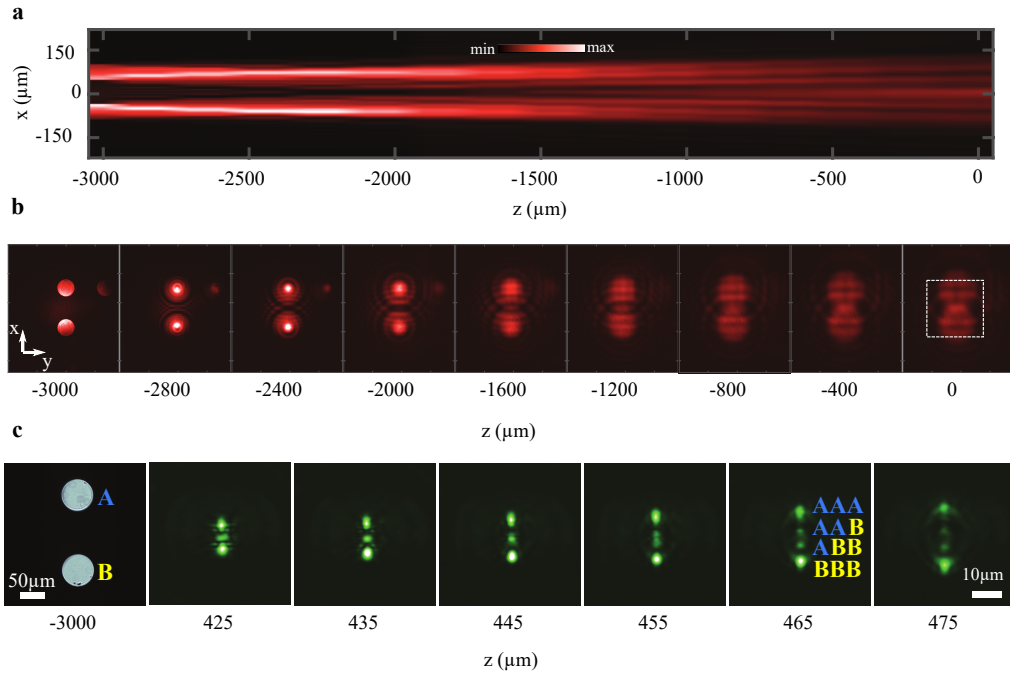 a
min max
150
0
-150
x (µm)
-3000 -2500 -2000 -1500 -1000 -500 0
z (µm)
b
x
y
-3000 -2800 -2400 -2000 -1600 -1200 -800 -400 0
z (µm)
c
A
B
50µm
AAA
AAB
ABB
BBB
10µm
-3000 425 435 445 455 465 475
z (µm)